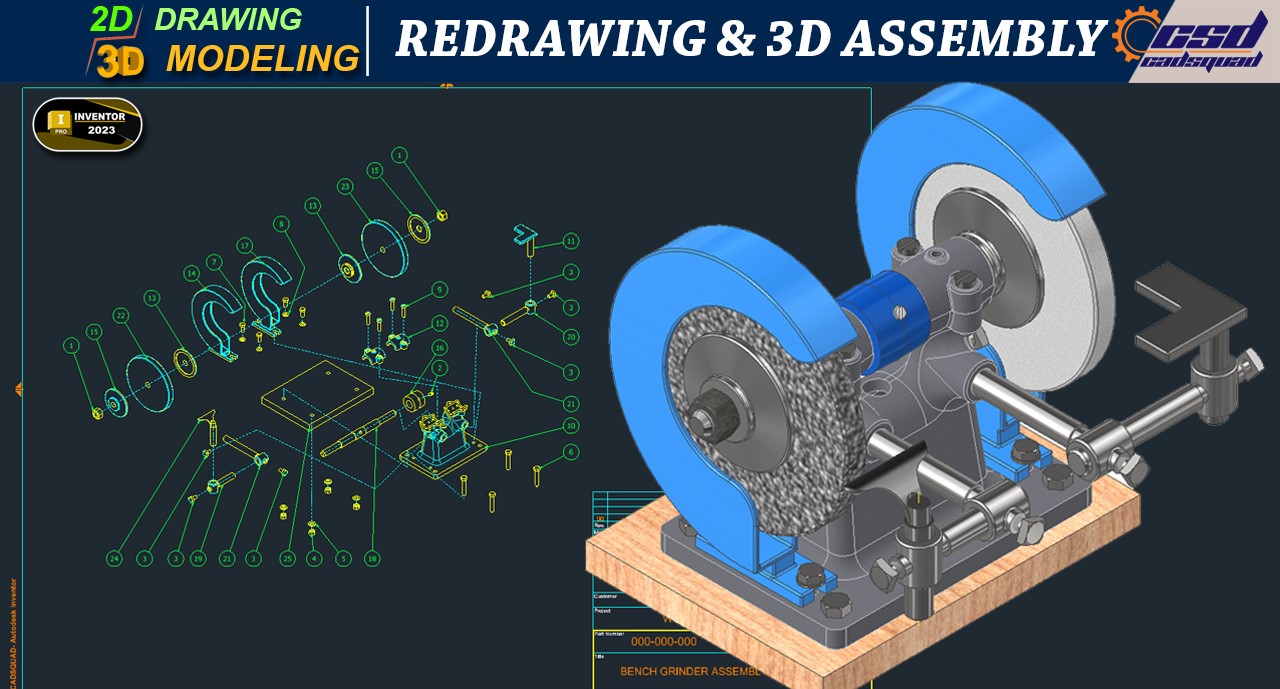 2D DRAWING
3D MODELING
REDRAWING & 3D ASSEMBLY
csd
cadsquad
I
PRO
INVENTOR
2023
1
15
23
13
8
17
7
14
13
22
15
1
11
3
3
20
9
12
16
2
3
21
10
6
24
3
3
19
21
3
25
4
5
18
Customer
Project
Part Number
000-000-000
Title
BENCH GRINDER
CADSQUAD- Autodesk Inventor